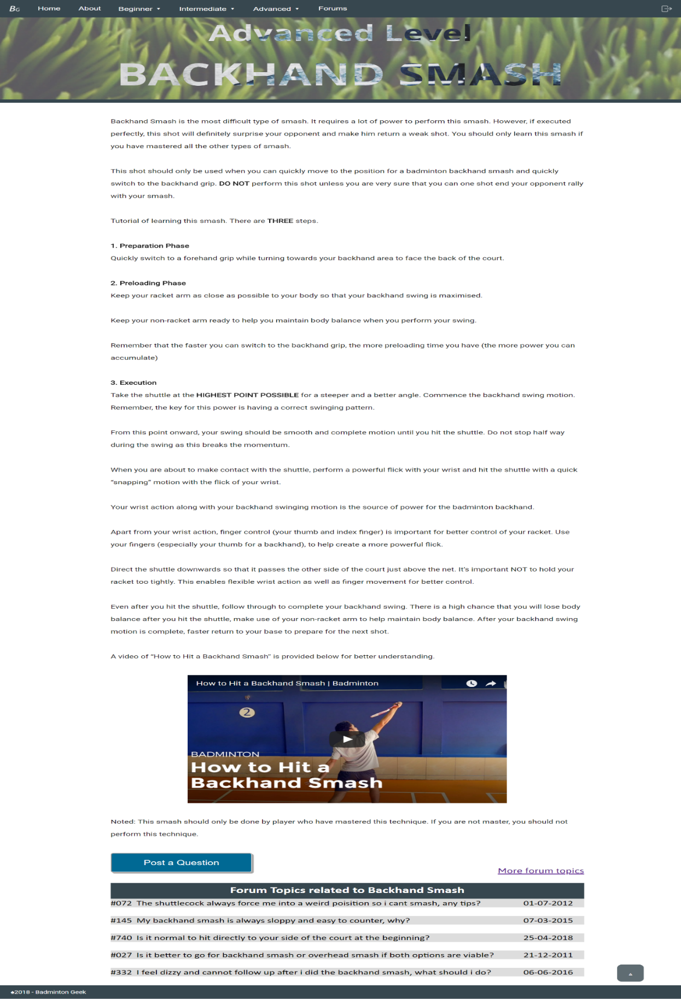 BG Home About Beginner Intermediate Advanced Forums
Advanced Level
BACKHAND SMASH
Backhand Smash is the most difficult type of smash. It requires a lot of power to perform this smash. However, if executed
perfectly, this shot will definitely surprise your opponent and make him return a weak shot. You should only learn this smash if
you have mastered all the other types of smash.
This shot should only be used when you can quickly move to the position for a badminton backhand smash and quickly
switch to the backhand grip. DO NOT perform this shot unless you are very sure that you can one shot end your opponent rally
with your smash.
Tutorial of learning this smash. There are THREE steps.
1. Preparation Phase
Quickly switch to a forehand grip while turning towards your backhand area to face the back of the court.
2. Preloading Phase
Keep your racket arm as close as possible to your body so that your backhand swing is maximised.
Keep your non-racket arm ready to help you maintain body balance when you perform your swing.
Remember that the faster you can switch to the backhand grip, the more preloading time you have (the more power you can
accumulate)
3. Execution
Take the shuttle at the HIGHEST POINT POSSIBLE for a steeper and a better angle. Commence the backhand swing motion.
Remember, the key for this power is having a correct swinging pattern.
From this point onward, your swing should be smooth and complete motion until you hit the shuttle. Do not stop half way
during the swing as this breaks the momentum.
When you are about to make contact with the shuttle, perform a powerful flick with your wrist and hit the shuttle with a quick
“snapping” motion with the flick of your wrist.
Your wrist action along with your backhand swinging motion is the source of power for the badminton backhand.
Apart from your wrist action, finger control (your thumb and index finger) is important for better control of your racket. Use
your fingers (especially your thumb for a backhand), to help create a more powerful flick.
Direct the shuttle downwards so that it passes the other side of the court just above the net. It’s important NOT to hold your
racket too tightly. This enables flexible wrist action as well as finger movement for better control.
Even after you hit the shuttle, follow through to complete your backhand swing. There is a high chance that you will lose body
balance after you hit the shuttle, make use of your non-racket arm to help maintain body balance. After your backhand swing
motion is complete, faster return to your base to prepare for the next shot.
A video of “How to Hit a Backhand Smash” is provided below for better understanding.
How to Hit a Backhand Smash | Badminton
2
BADMINTON
How to Hit a
Backhand Smash
Noted: This smash should only be done by player who have mastered this technique. If you are not master, you should not
perform this technique.
Post a Question
More forum topics
Forum Topics related to Backhand Smash
#072 The shuttlecock always force me into a weird poisition so i cant smash, any tips? 01-07-2012
#145 My backhand smash is always sloppy and easy to counter, why? 07-03-2015
#740 Is it normal to hit directly to your side of the court at the beginning? 25-04-2018
#027 Is it better to go for backhand smash or overhead smash if both options are viable? 21-12-2011
#332 I feel dizzy and cannot follow up after i did the backhand smash, what should i do? 06-06-2016
♠2018 - Badminton Geek